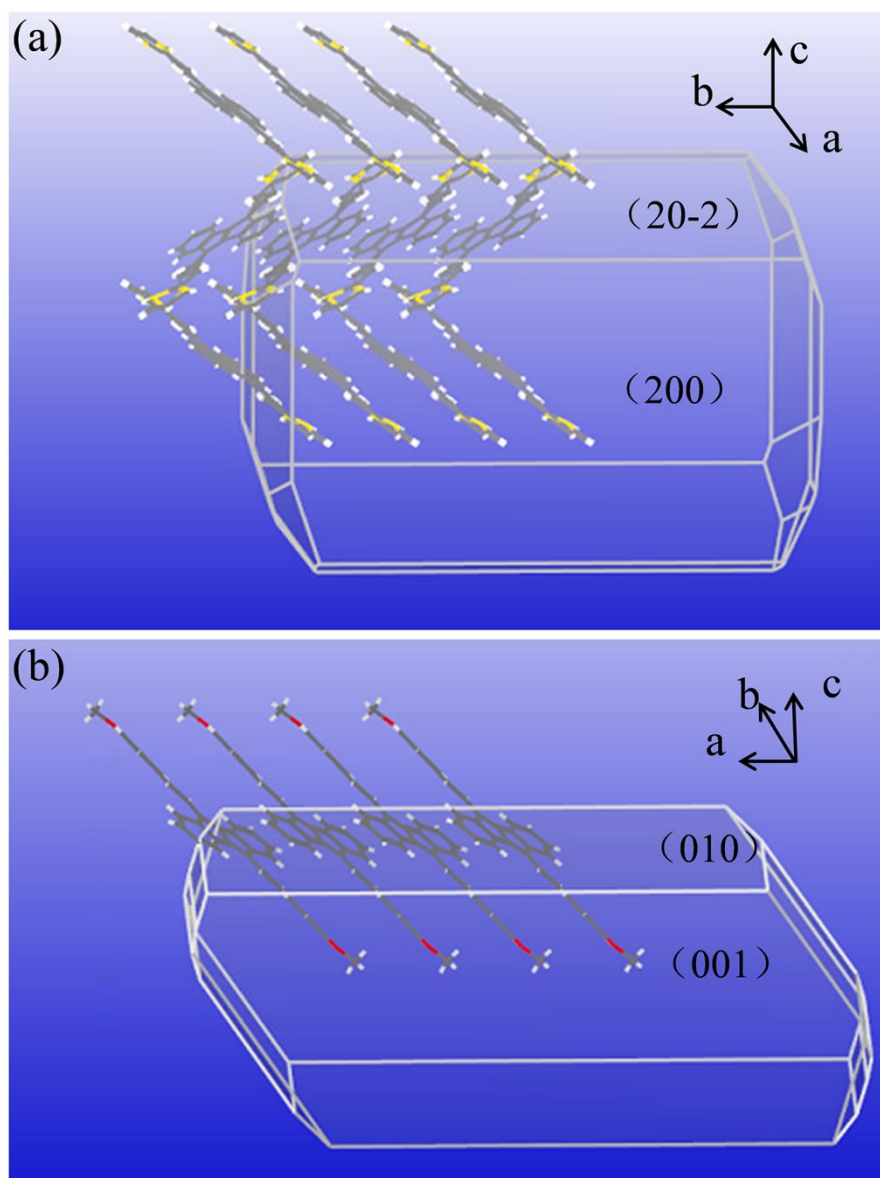 (a)
c
b
a
（20-2）
（200）
(b)
c
b
a
（010）
（001）